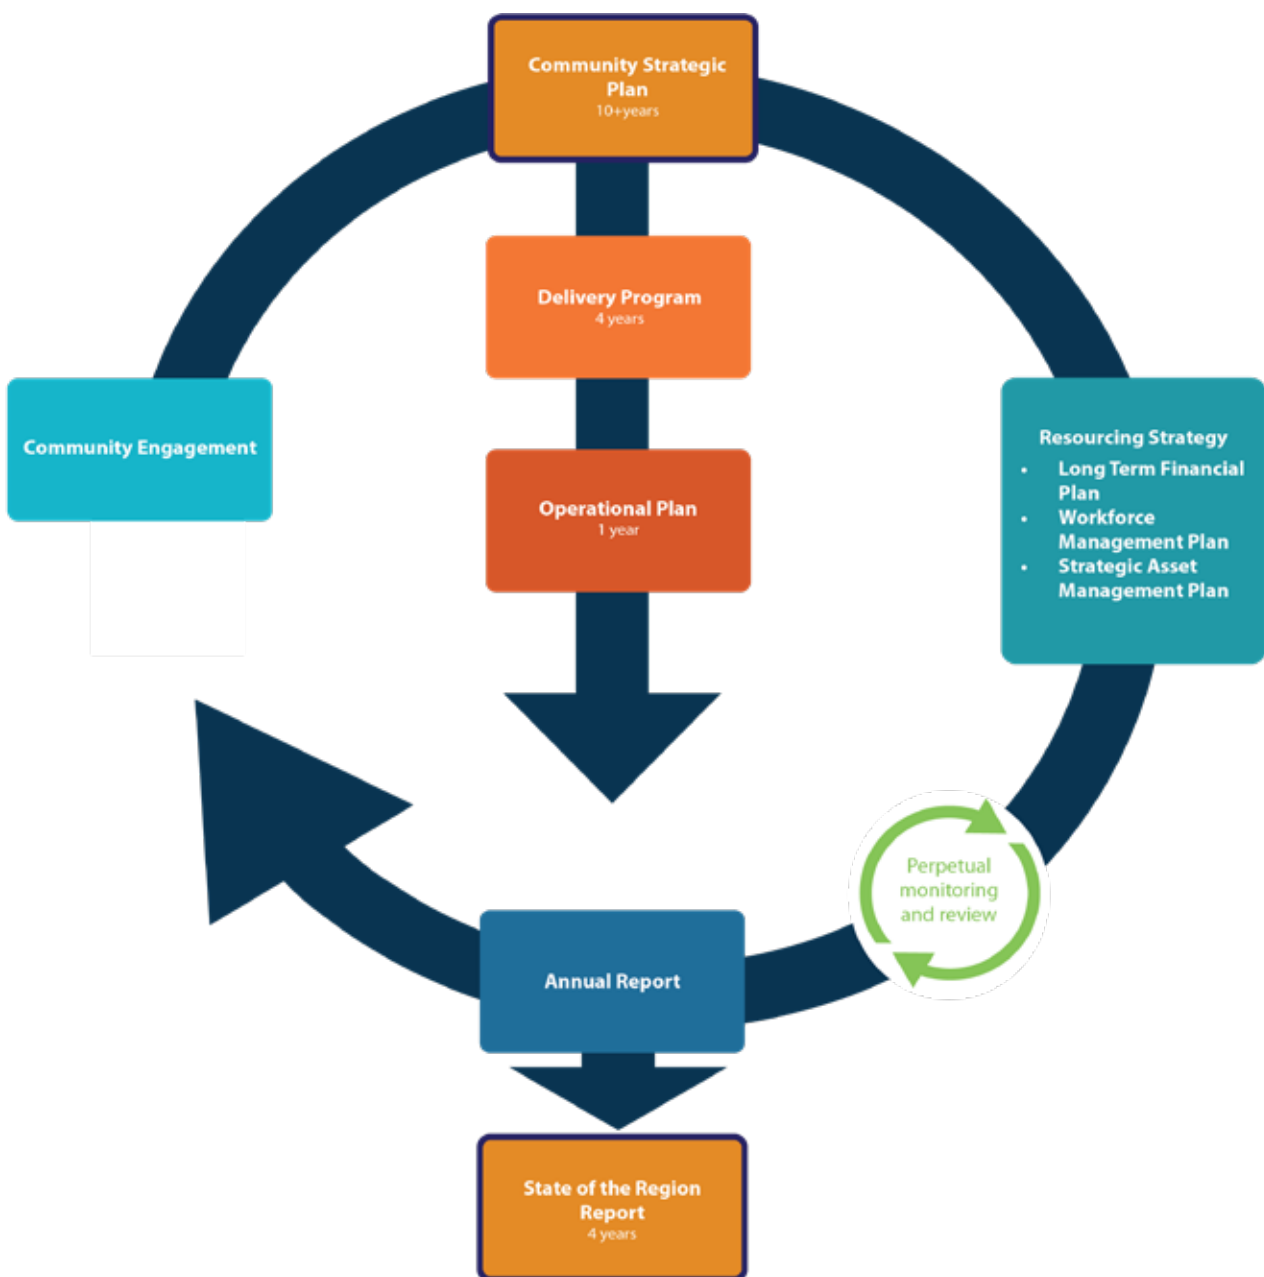 Community Strategic
Plan
10+years
Delivery Program
4 years
Community Engagement
Operational Plan
1 year
Resourcing Strategy
• Long Term Financial
Plan
• Workforce
Management Plan
• Strategic Asset
Management Plan
Perpetual
monitoring
and review
Annual Report
State of the Region
Report
4 years